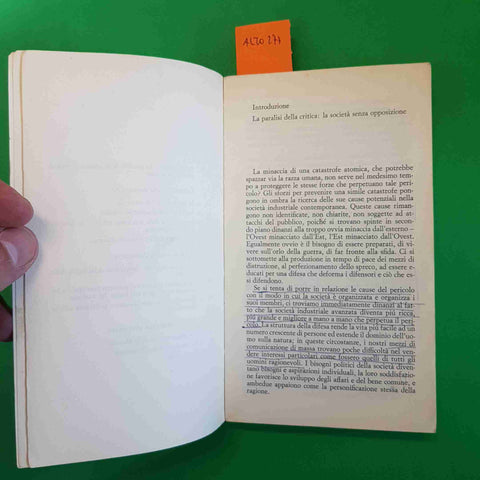 ALZO 277
Introduzione
La paralisi della critica: la società senza opposizione
La minaccia di una catastrofe atomica, che potrebbe
spazzar via la razza umana, non serve nel medesimo tem-
po a proteggere le stesse forze che perpetuano tale peri-
colo? Gli sforzi per prevenire una simile catastrofe pon-
gono in ombra la ricerca delle sue cause potenziali nella
società industriale contemporanea. Queste cause riman-
gono non identificate, non chiarite, non soggette ad at-
tacchi del pubblico, poiché si trovano spinte in secon-
do piano dinanzi alla troppo ovvia minaccia dall'esterno –
l'Ovest minacciato dall'Est, l'Est minacciato dall'Ovest.
Egualmente ovvio è il bisogno di essere preparati, di vi-
vere sull'orlo della guerra, di far fronte alla sfida. Ci si
sottomette alla produzione in tempo di pace dei mezzi di
distruzione, al perfezionamento dello spreco, ad essere e-
ducati per una difesa che deforma i difensori e ciò che es-
si difendono.
Se si tenta di porre in relazione le cause del pericolo
con il modo in cui la società è organizzata e organizza i
suoi membri, ci troviamo immediatamente dinanzi al fat-
to che la società industriale avanzata diventa più ricca,
più grande e migliore a mano a mano che perpetua il peri-
colo. La struttura della difesa rende la vita più facile ad un
numero crescente di persone ed estende il dominio dell'uo-
mo sulla natura; in queste circostanze, i nostri mezzi di
comunicazione di massa trovano poche difficoltà nel ven-
dere interessi particolari come fossero quelli di tutti gli
uomini ragionevoli. I bisogni politici della società diven-
tano bisogni e aspirazioni individuali, la loro soddisfazio-
ne favorisce lo sviluppo degli affari e del bene comune, e
ambedue appaiono come la personificazione stessa della
ragione.